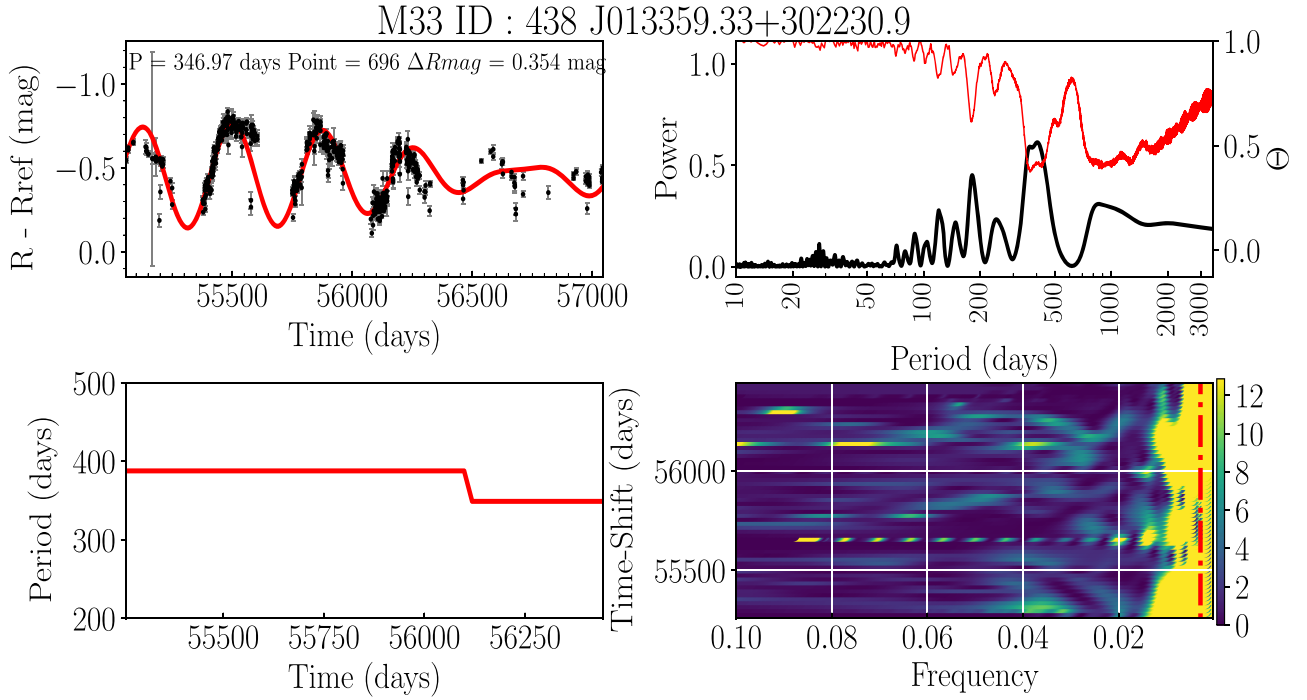 M33 ID : 438 J013359.33+302230.9
P = 346.97 days Point = 696 ΔRmag = 0.354 mag
R - Rref (mag)
−1.0
−0.5
0.0
55500 56000 56500 57000
Time (days)
Power
1.0
0.5
0.0
1.0
0.5
0.0
Θ
10 20 50 100 200 500 1000 2000 3000
Period (days)
Period (days)
500
400
300
200
55500 55750 56000 56250
Time (days)
Time-Shift (days)
56000
55500
0.10 0.08 0.06 0.04 0.02
Frequency
12
10
8
6
4
2
0